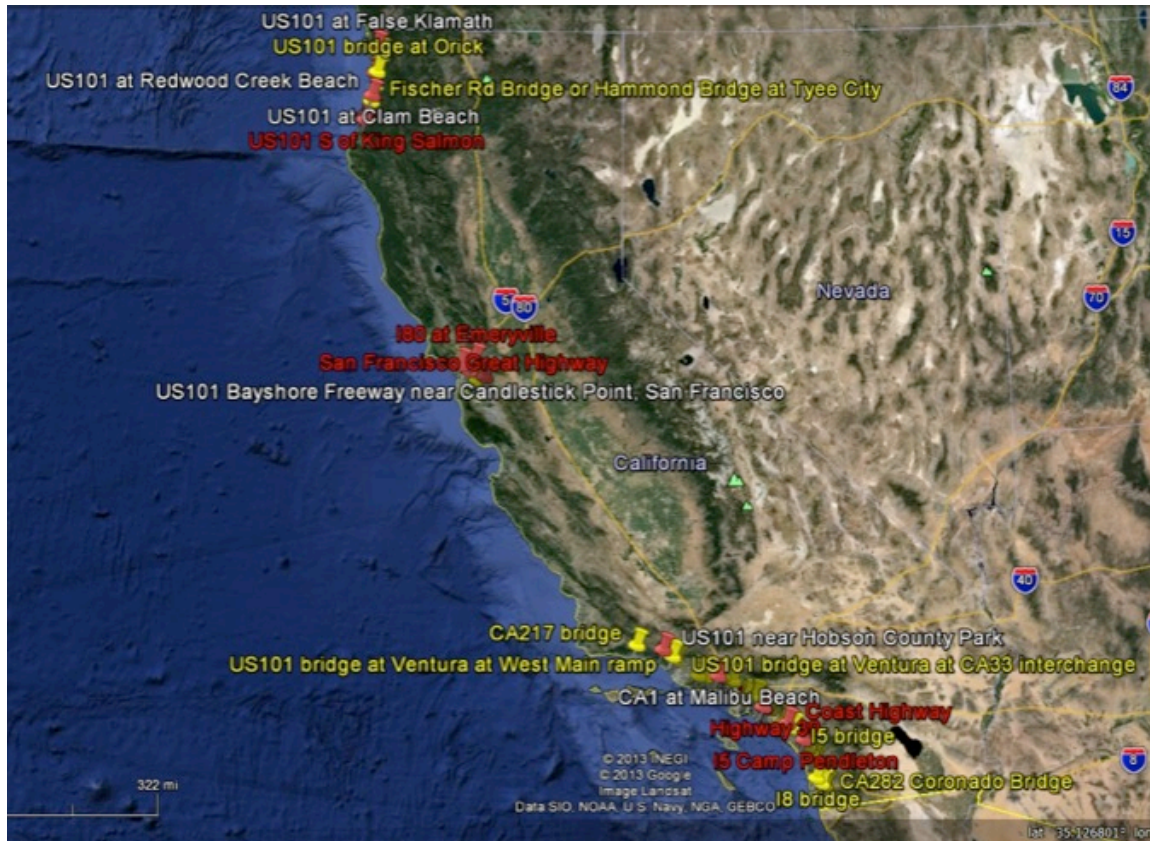 US101 at False Klamath
US101 bridge at Orick
US101 at Redwood Creek Beach
Fischer Rd Bridge or Hammond Bridge at Tyee City
84
US101 at Clam Beach
US101 S of King Salmon
15
Nevada
70
5
80
I80 at Emeryville
San Francisco Great Highway
US101 Bayshore Freeway near Candlestick Point, San Francisco
California
40
CA217 bridge
US101 near Hobson County Park
US101 bridge at Ventura at West Main ramp
US101 bridge at Ventura at CA33 interchange
CA1 at Malibu Beach
Coast Highway
Highway
I5 bridge
I5 Camp Pendleton
8
CA282 Coronado Bridge
I8 bridge
© 2013 INEGI
© 2013 Google
Image Landsat
Data SIO, NOAA, U.S. Navy, NGA, GEBCO
322 mi
lat 35.126801° lon